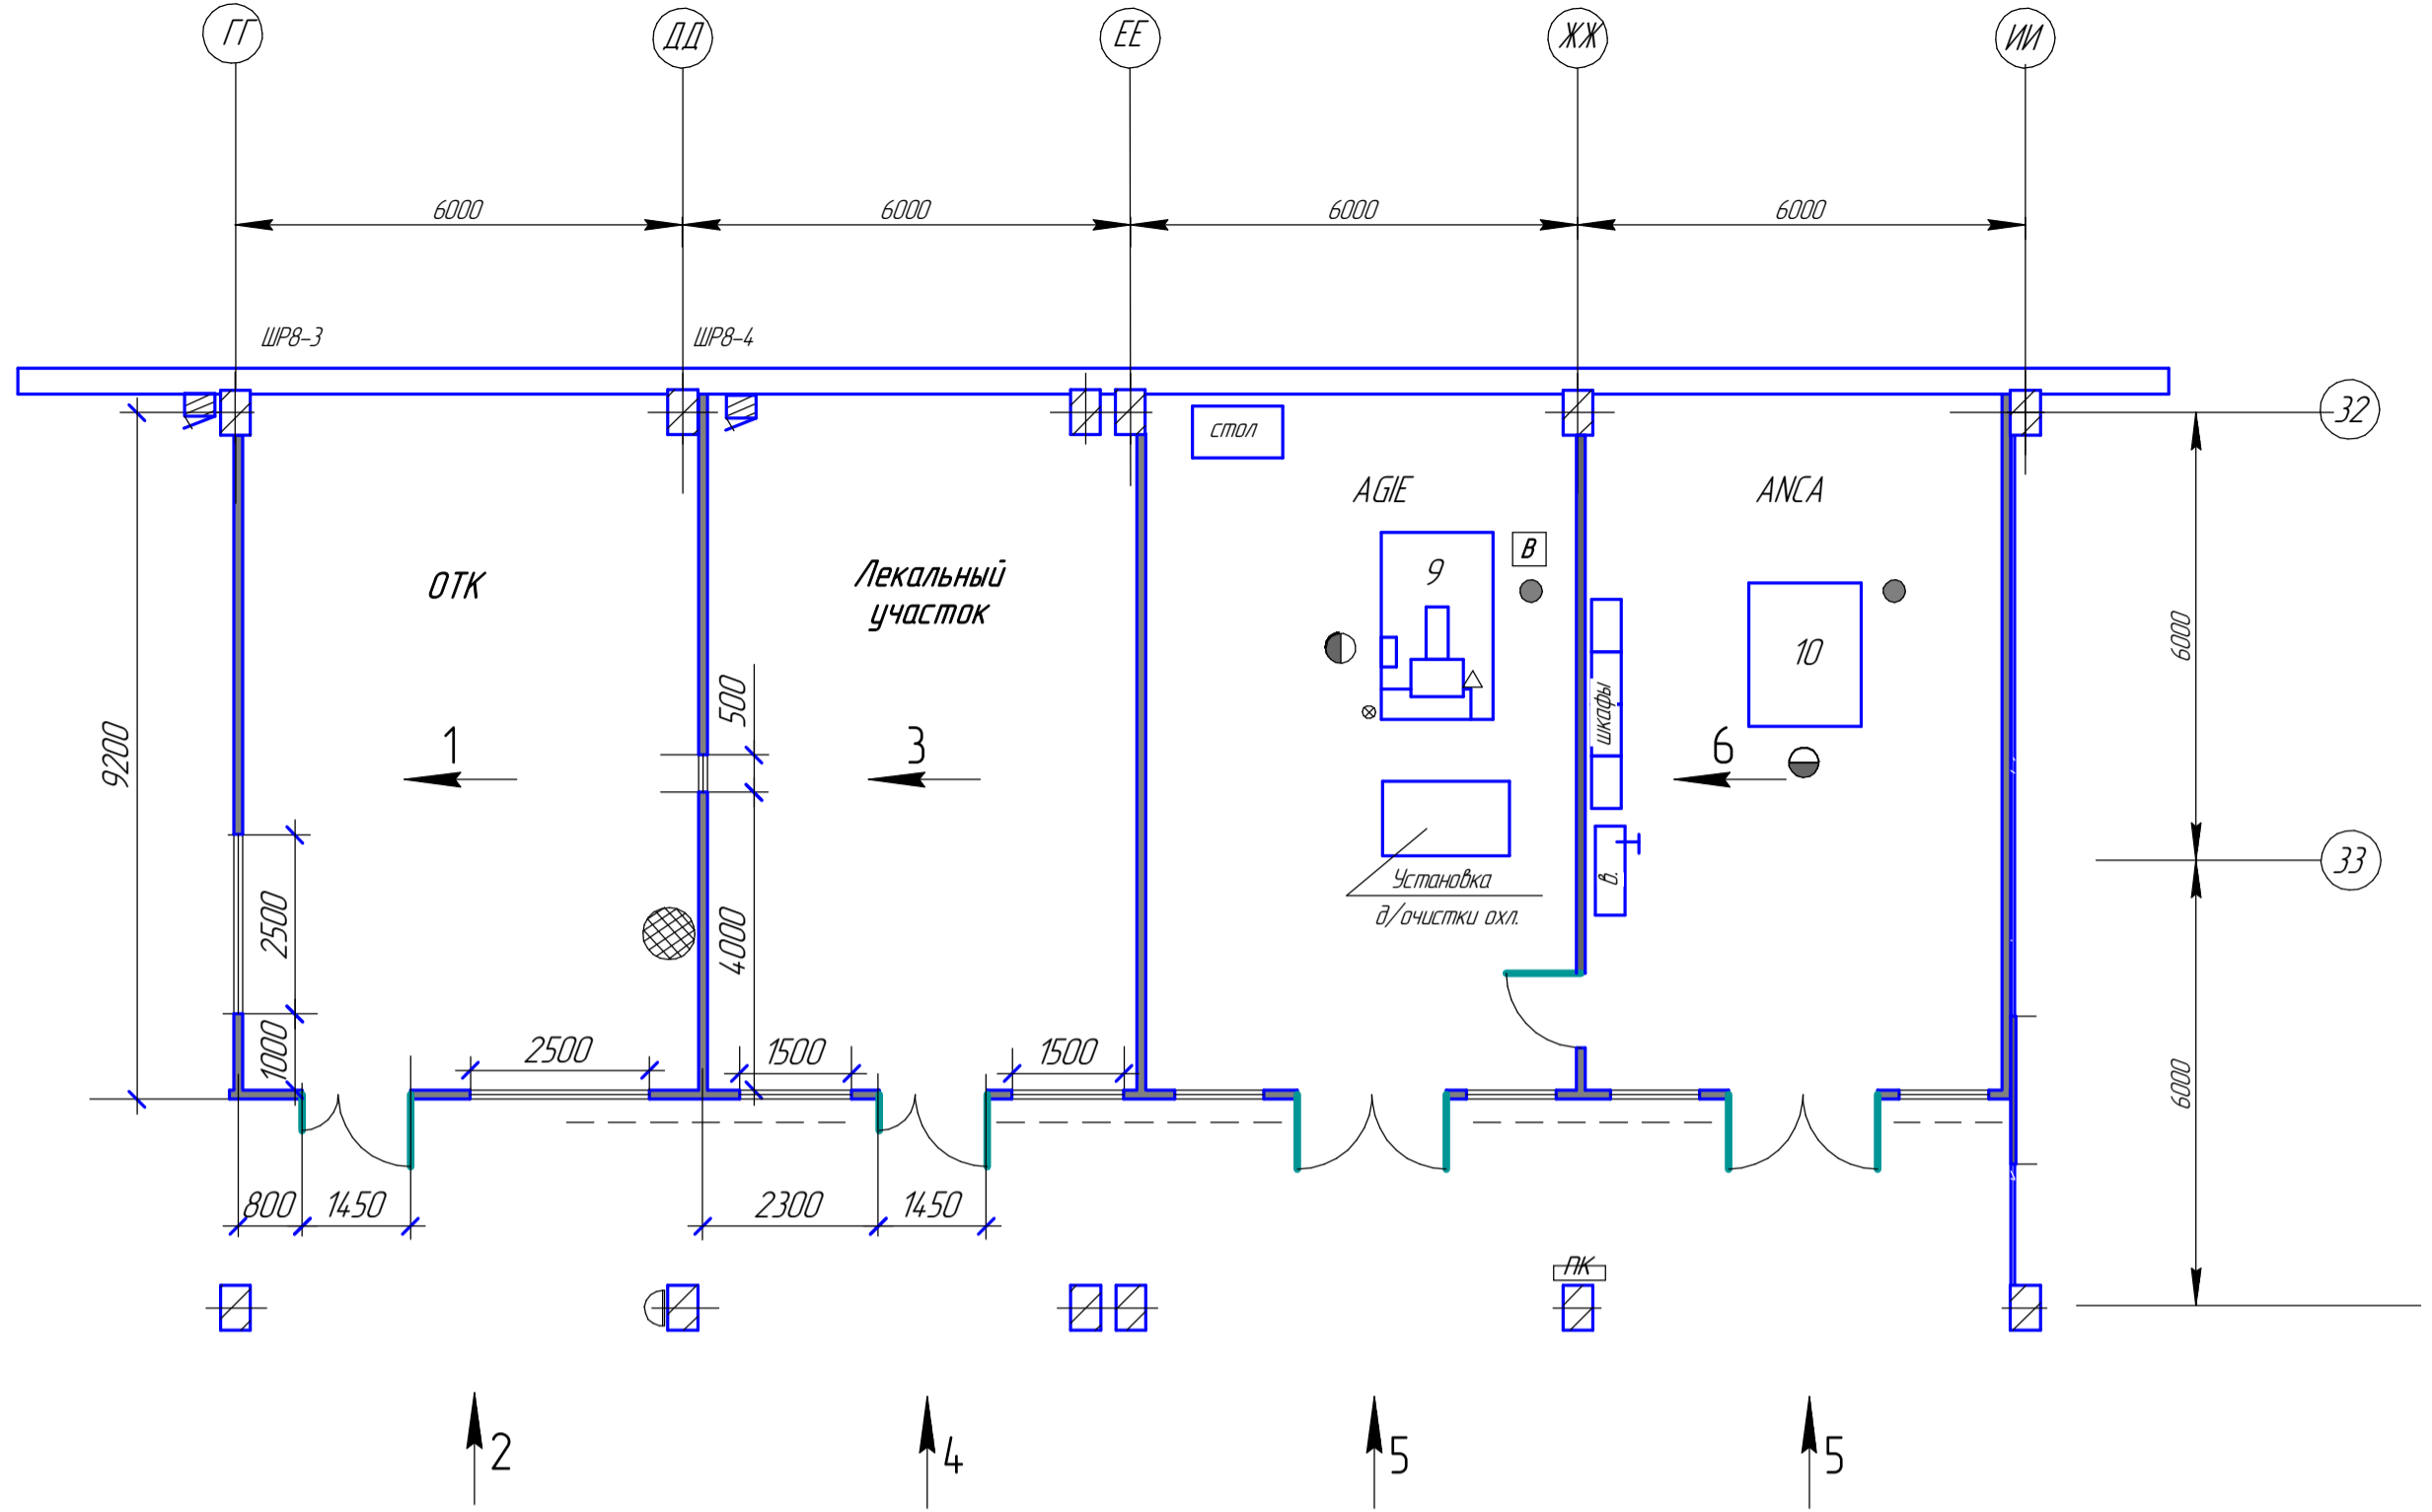 ГГ
ДД
ЕЕ
ЖЖ
ИИ
6000
6000
6000
6000
ШР8-3
ШР8-4
32
стол
AGIE
ANCA
ОТК
Лекальный
участок
9
В
10
6000
500
шкафы
9200
1
3
6
33
2500
4000
Установка
д/очистки охл.
в.
1000
2500
1500
1500
6000
800
1450
2300
1450
ПК
2
4
5
5